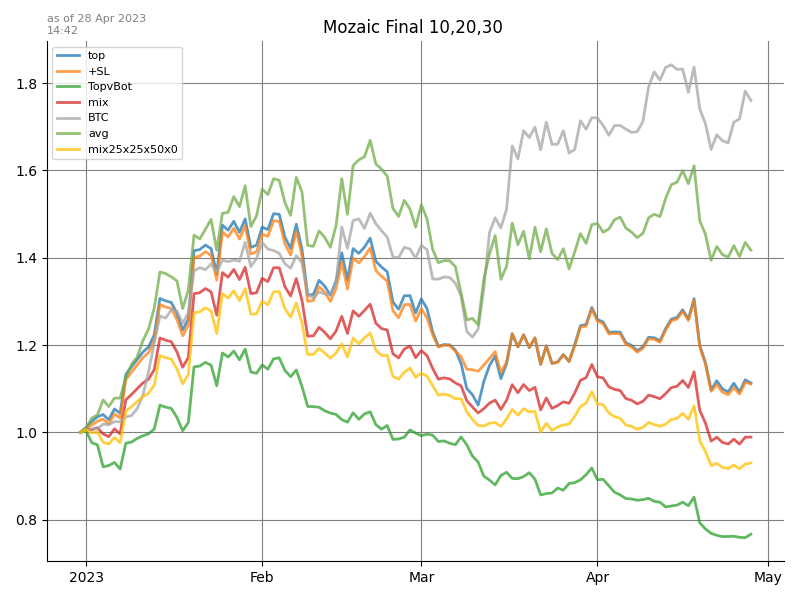 as of 28 Apr 2023
14:42
Mozaic Final 10,20,30
top
+SL
TopvBot
mix
BTC
avg
mix25x25x50x0
1.8
1.6
1.4
1.2
1.0
0.8
2023 Feb Mar Apr May